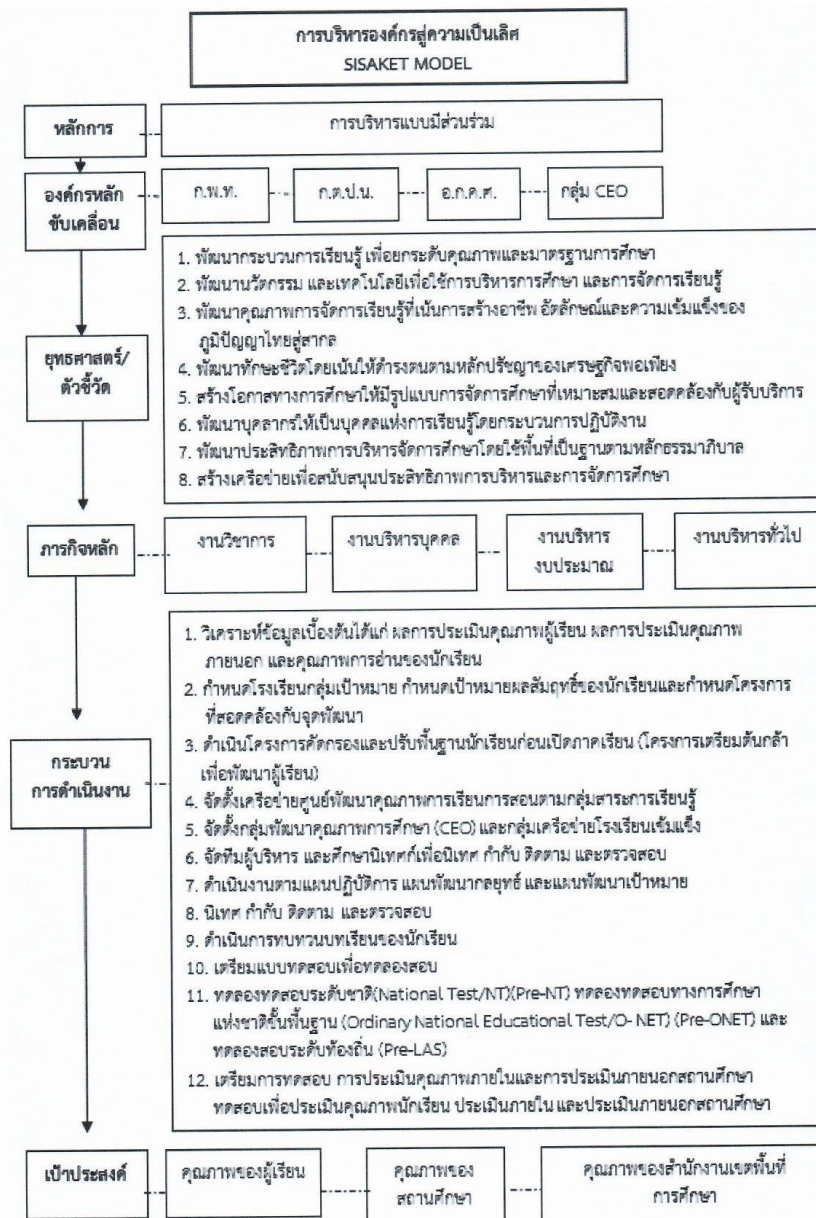 การบริหารองค์กรสู่ความเป็นเลิศ
SISAKET MODEL
หลักการ
การบริหารแบบมีส่วนร่วม
องค์กรหลัก
ขับเคลื่อน
ก.พ.ท.
ก.ต.ป.น.
อ.ก.ค.ศ.
กลุ่ม CEO
ยุทธศาสตร์/
ตัวชี้วัด
1. พัฒนากระบวนการเรียนรู้ เพื่อยกระดับคุณภาพและมาตรฐานการศึกษา
2. พัฒนานวัตกรรม และเทคโนโลยีเพื่อใช้การบริหารการศึกษา และการจัดการเรียนรู้
3. พัฒนาคุณภาพการจัดการเรียนรู้ที่เน้นการสร้างอาชีพ อัตลักษณ์และความเข้มแข็งของ
ภูมิปัญญาไทยสู่สากล
4. พัฒนาทักษะชีวิตโดยเน้นให้ดำรงตนตามหลักปรัชญาของเศรษฐกิจพอเพียง
5. สร้างโอกาสทางการศึกษาให้มีรูปแบบการจัดการศึกษาที่เหมาะสมและสอดคล้องกับผู้รับบริการ
6. พัฒนาบุคลากรให้เป็นบุคคลแห่งการเรียนรู้โดยกระบวนการปฏิบัติงาน
7. พัฒนาประสิทธิภาพการบริหารจัดการศึกษาโดยใช้พื้นที่เป็นฐานตามหลักธรรมาภิบาล
8. สร้างเครือข่ายเพื่อสนับสนุนประสิทธิภาพการบริหารและการจัดการศึกษา
ภารกิจหลัก
งานวิชาการ
งานบริหารบุคคล
งานบริหาร
งบประมาณ
งานบริหารทั่วไป
กระบวน
การดำเนินงาน
1. วิเคราะห์ข้อมูลเบื้องต้นได้แก่ ผลการประเมินคุณภาพผู้เรียน ผลการประเมินคุณภาพ
ภายนอก และคุณภาพการอ่านของนักเรียน
2. กำหนดโรงเรียนกลุ่มเป้าหมาย กำหนดเป้าหมายผลสัมฤทธิ์ของนักเรียนและกำหนดโครงการ
ที่สอดคล้องกับจุดพัฒนา
3. ดำเนินโครงการคัดกรองและปรับพื้นฐานนักเรียนก่อนเปิดภาคเรียน (โครงการเตรียมต้นกล้า
เพื่อพัฒนาผู้เรียน)
4. จัดตั้งเครือข่ายศูนย์พัฒนาคุณภาพการเรียนการสอนตามกลุ่มสาระการเรียนรู้
5. จัดตั้งกลุ่มพัฒนาคุณภาพการศึกษา (CEO) และกลุ่มเครือข่ายโรงเรียนเข้มแข็ง
6. จัดทีมผู้บริหาร และศึกษานิเทศก์เพื่อนิเทศ กำกับ ติดตาม และตรวจสอบ
7. ดำเนินงานตามแผนปฏิบัติการ แผนพัฒนากลยุทธ์ และแผนพัฒนาเป้าหมาย
8. นิเทศ กำกับ ติดตาม และตรวจสอบ
9. ดำเนินการทบทวนบทเรียนของนักเรียน
10. เตรียมแบบทดสอบเพื่อทดลองสอบ
11. ทดลองทดสอบระดับชาติ(National Test/NT)(Pre-NT) ทดลองทดสอบทางการศึกษา
แห่งชาติขั้นพื้นฐาน (Ordinary National Educational Test/O- NET) (Pre-ONET) และ
ทดลองสอบระดับท้องถิ่น (Pre-LAS)
12. เตรียมการทดสอบ การประเมินคุณภาพภายในและการประเมินภายนอกสถานศึกษา
ทดสอบเพื่อประเมินคุณภาพนักเรียน ประเมินภายใน และประเมินภายนอกสถานศึกษา
เป้าประสงค์
คุณภาพของผู้เรียน
คุณภาพของ
สถานศึกษา
คุณภาพของสำนักงานเขตพื้นที่
การศึกษา